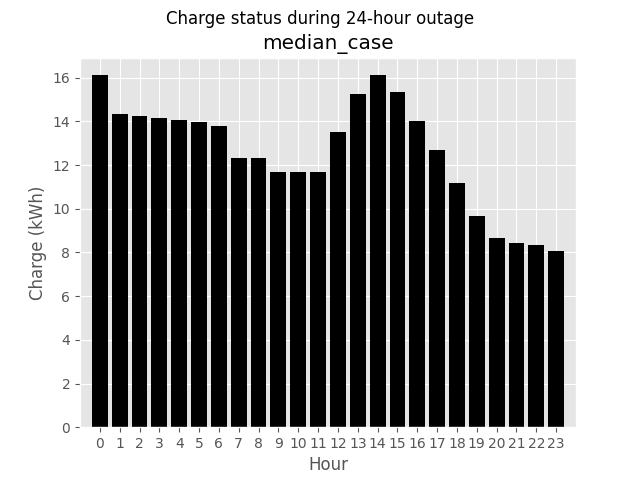 Charge status during 24-hour outage
median_case
Charge (kWh)
16
14
12
10
8
6
4
2
0
0 1 2 3 4 5 6 7 8 9 10 11 12 13 14 15 16 17 18 19 20 21 22 23
Hour